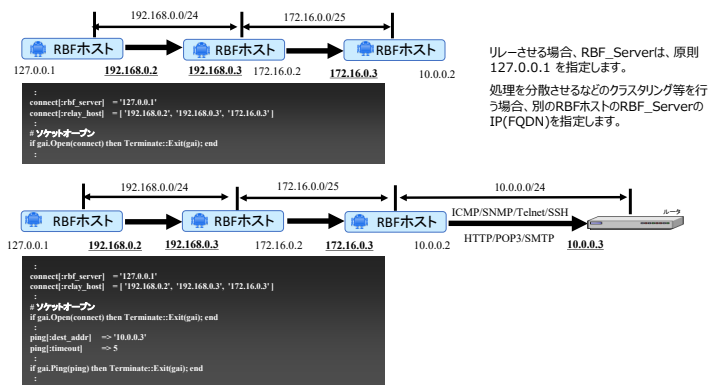 192.168.0.0/24
172.16.0.0/25
RBFホスト
RBFホスト
RBFホスト
127.0.0.1
192.168.0.2
192.168.0.3
172.16.0.2
172.16.0.3
10.0.0.2
:
connect[:rbf_server] = '127.0.0.1'
connect[:relay_host] = [ '192.168.0.2', '192.168.0.3', '172.16.0.3' ]
:
# ソケットオープン
if gai.Open(connect) then Terminate::Exit(gai); end
:
リレーさせる場合、RBF_Serverは、原則
127.0.0.1 を指定します。
処理を分散させるなどのクラスタリング等を行
う場合、別のRBFホストのRBF_Serverの
IP(FQDN)を指定します。
192.168.0.0/24
172.16.0.0/25
10.0.0.0/24
RBFホスト
RBFホスト
RBFホスト
ICMP/SNMP/Telnet/SSH
HTTP/POP3/SMTP
ルータ
127.0.0.1
192.168.0.2
192.168.0.3
172.16.0.2
172.16.0.3
10.0.0.2
10.0.0.3
:
connect[:rbf_server] = '127.0.0.1'
connect[:relay_host] = [ '192.168.0.2', '192.168.0.3', '172.16.0.3' ]
:
# ソケットオープン
if gai.Open(connect) then Terminate::Exit(gai); end
:
ping[:dest_addr] => '10.0.0.3'
ping[:timeout] => 5
:
if gai.Ping(ping) then Terminate::Exit(gai); end
: